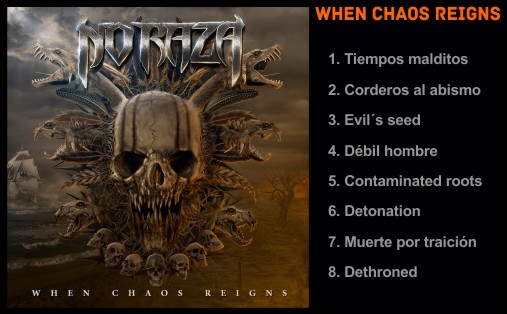 NO RAZA
WHEN CHAOS REIGNS
WHEN CHAOS REIGNS
1. Tiempos malditos
2. Corderos al abismo
3. Evil´s seed
4. Débil hombre
5. Contaminated roots
6. Detonation
7. Muerte por traición
8. Dethroned